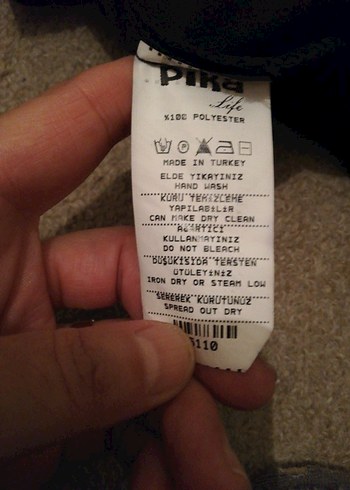 pika
Life
%100 POLYESTER
MADE IN TURKEY
ELDE YIKAYINIZ
HAND WASH
KURU TEMİZLEME
YAPILABİLİR
CAN MAKE DRY CLEAN
AĞARTICI
KULLANMAYINIZ
DO NOT BLEACH
DÜŞÜKISIDA TERSTEN
ÜTÜLEYİNİZ
IRON DRY OR STEAM LOW
SEREREK KURUTUNUZ
SPREAD OUT DRY
5110